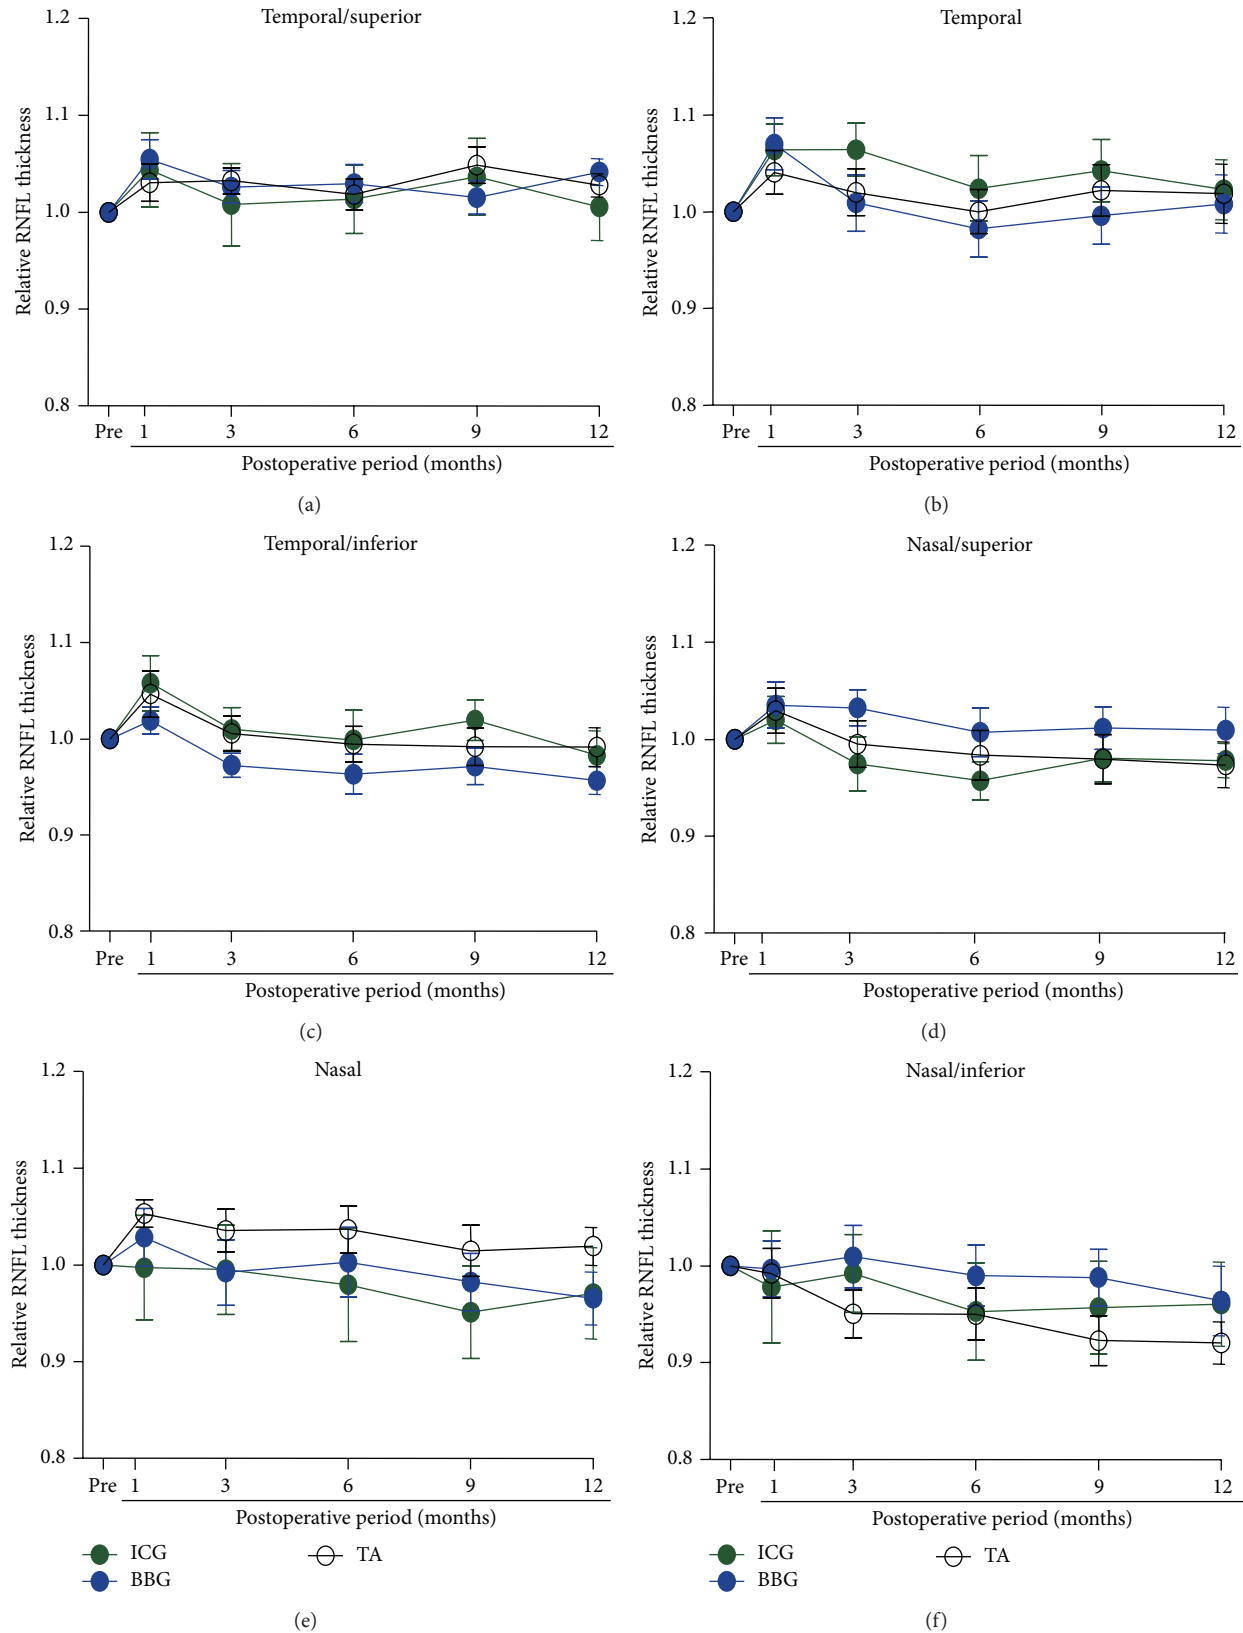 Temporal/superior
1.2
1.1
1.0
0.9
0.8
Relative RNFL thickness
Pre 1 3 6 9 12
Postoperative period (months)
(a)
Temporal
1.2
1.1
1.0
0.9
0.8
Relative RNFL thickness
Pre 1 3 6 9 12
Postoperative period (months)
(b)
Temporal/inferior
1.2
1.1
1.0
0.9
0.8
Relative RNFL thickness
Pre 1 3 6 9 12
Postoperative period (months)
(c)
Nasal/superior
1.2
1.1
1.0
0.9
0.8
Relative RNFL thickness
Pre 1 3 6 9 12
Postoperative period (months)
(d)
Nasal
1.2
1.1
1.0
0.9
0.8
Relative RNFL thickness
Pre 1 3 6 9 12
Postoperative period (months)
ICG TA
BBG
(e)
Nasal/inferior
1.2
1.1
1.0
0.9
0.8
Relative RNFL thickness
Pre 1 3 6 9 12
Postoperative period (months)
ICG TA
BBG
(f)